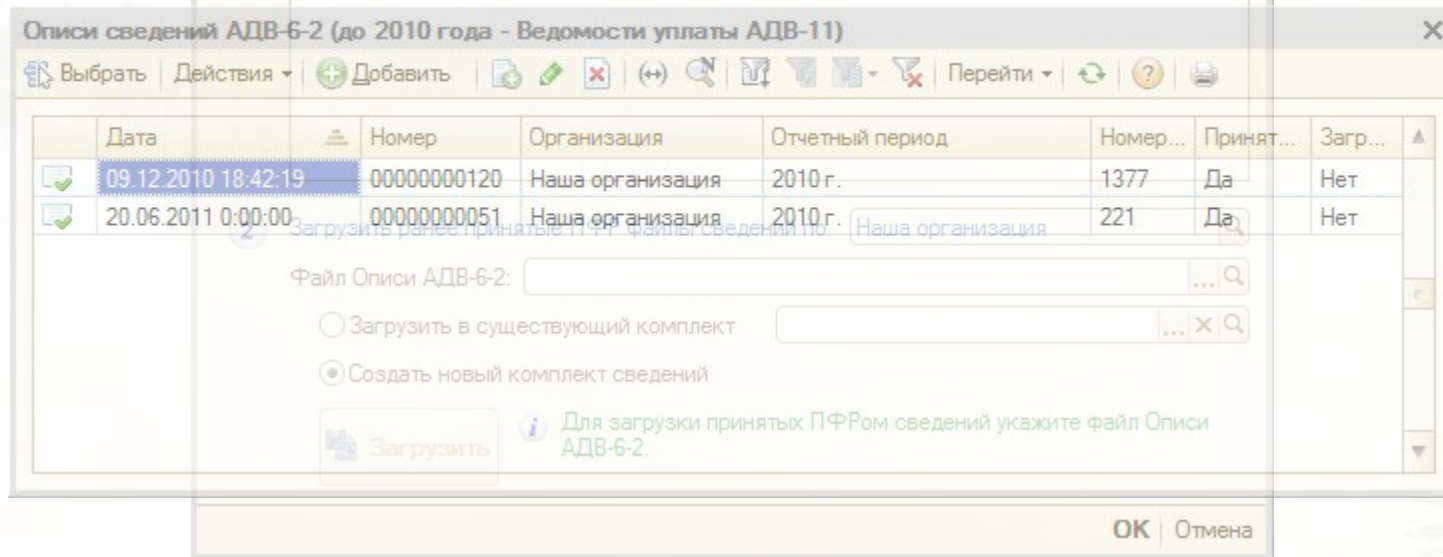 Описи сведений АДВ-6-2 (до 2010 года - Ведомости уплаты АДВ-11)
Выбрать Действия Добавить Перейти
Дата Номер Организация Отчетный период Номер... Принят... Загр...
09.12.2010 18:42:19 00000000120 Наша организация 2010 г. 1377 Да Нет
20.06.2011 0:00:00 00000000051 Наша организация 2010 г. 221 Да Нет
2 Загрузить ранее принятые ПФР файлы сведений по Наша организация
Файл Описи АДВ-6-2: ...
Загрузить в существующий комплект ...
Создать новый комплект сведений
Для загрузки принятых ПФРом сведений укажите файл Описи
Загрузить АДВ-6-2.
OK Отмена